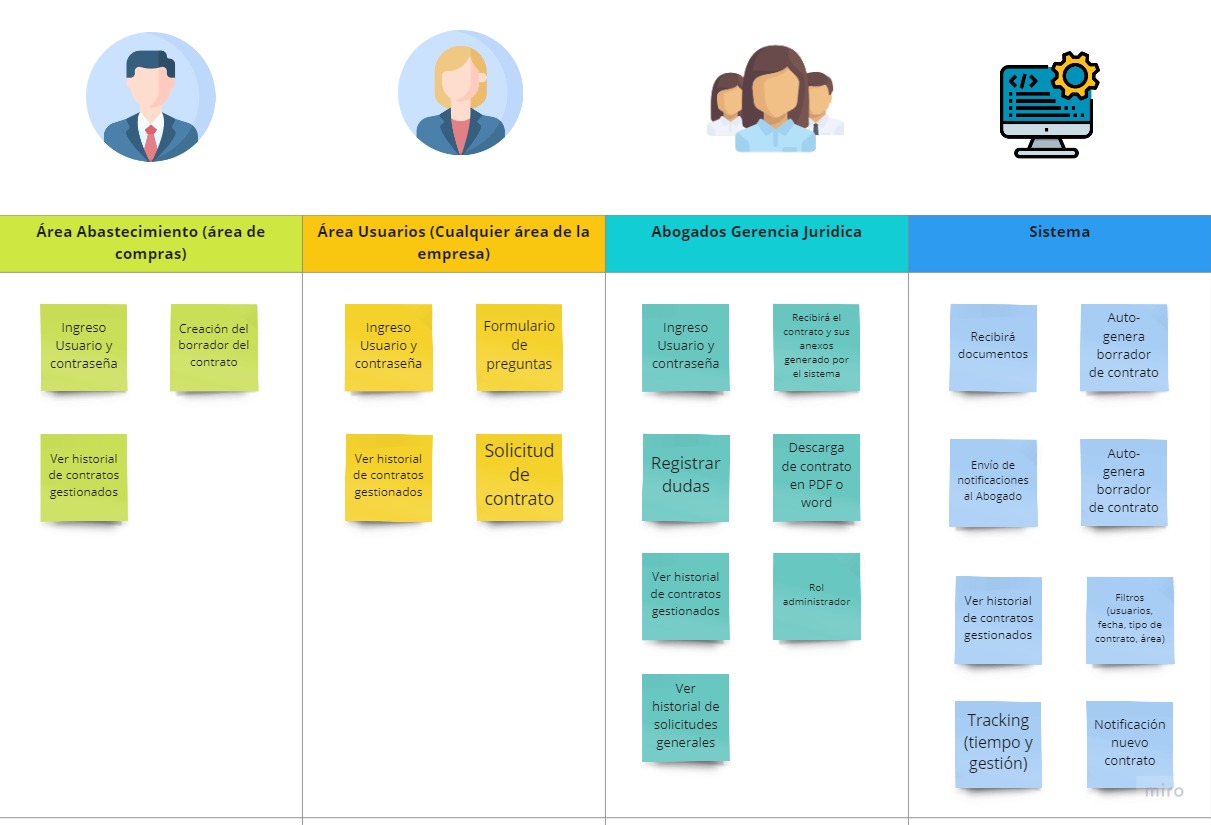 </>
Área Abastecimiento (área de
compras)
Área Usuarios (Cualquier área de la
empresa)
Abogados Gerencia Juridica
Sistema
Ingreso
Usuario y
contraseña
Creación del
borrador del
contrato
Ver historial
de contratos
gestionados
Ingreso
Usuario y
contraseña
Formulario
de
preguntas
Ver historial
de contratos
gestionados
Solicitud
de
contrato
Ingreso
Usuario y
contraseña
Recibirá el
contrato y sus
anexos
generado por
el sistema
Registrar
dudas
Descarga
de contrato
en PDF o
word
Ver historial
de contratos
gestionados
Rol
administrador
Ver
historial de
solicitudes
generales
Recibirá
documentos
Auto-
genera
borrador
de contrato
Envío de
notificaciones
al Abogado
Auto-
genera
borrador
de contrato
Ver historial
de contratos
gestionados
Filtros
(usuarios,
fecha, tipo de
contrato, área)
Tracking
(tiempo y
gestión)
Notificación
nuevo
contrato
miro